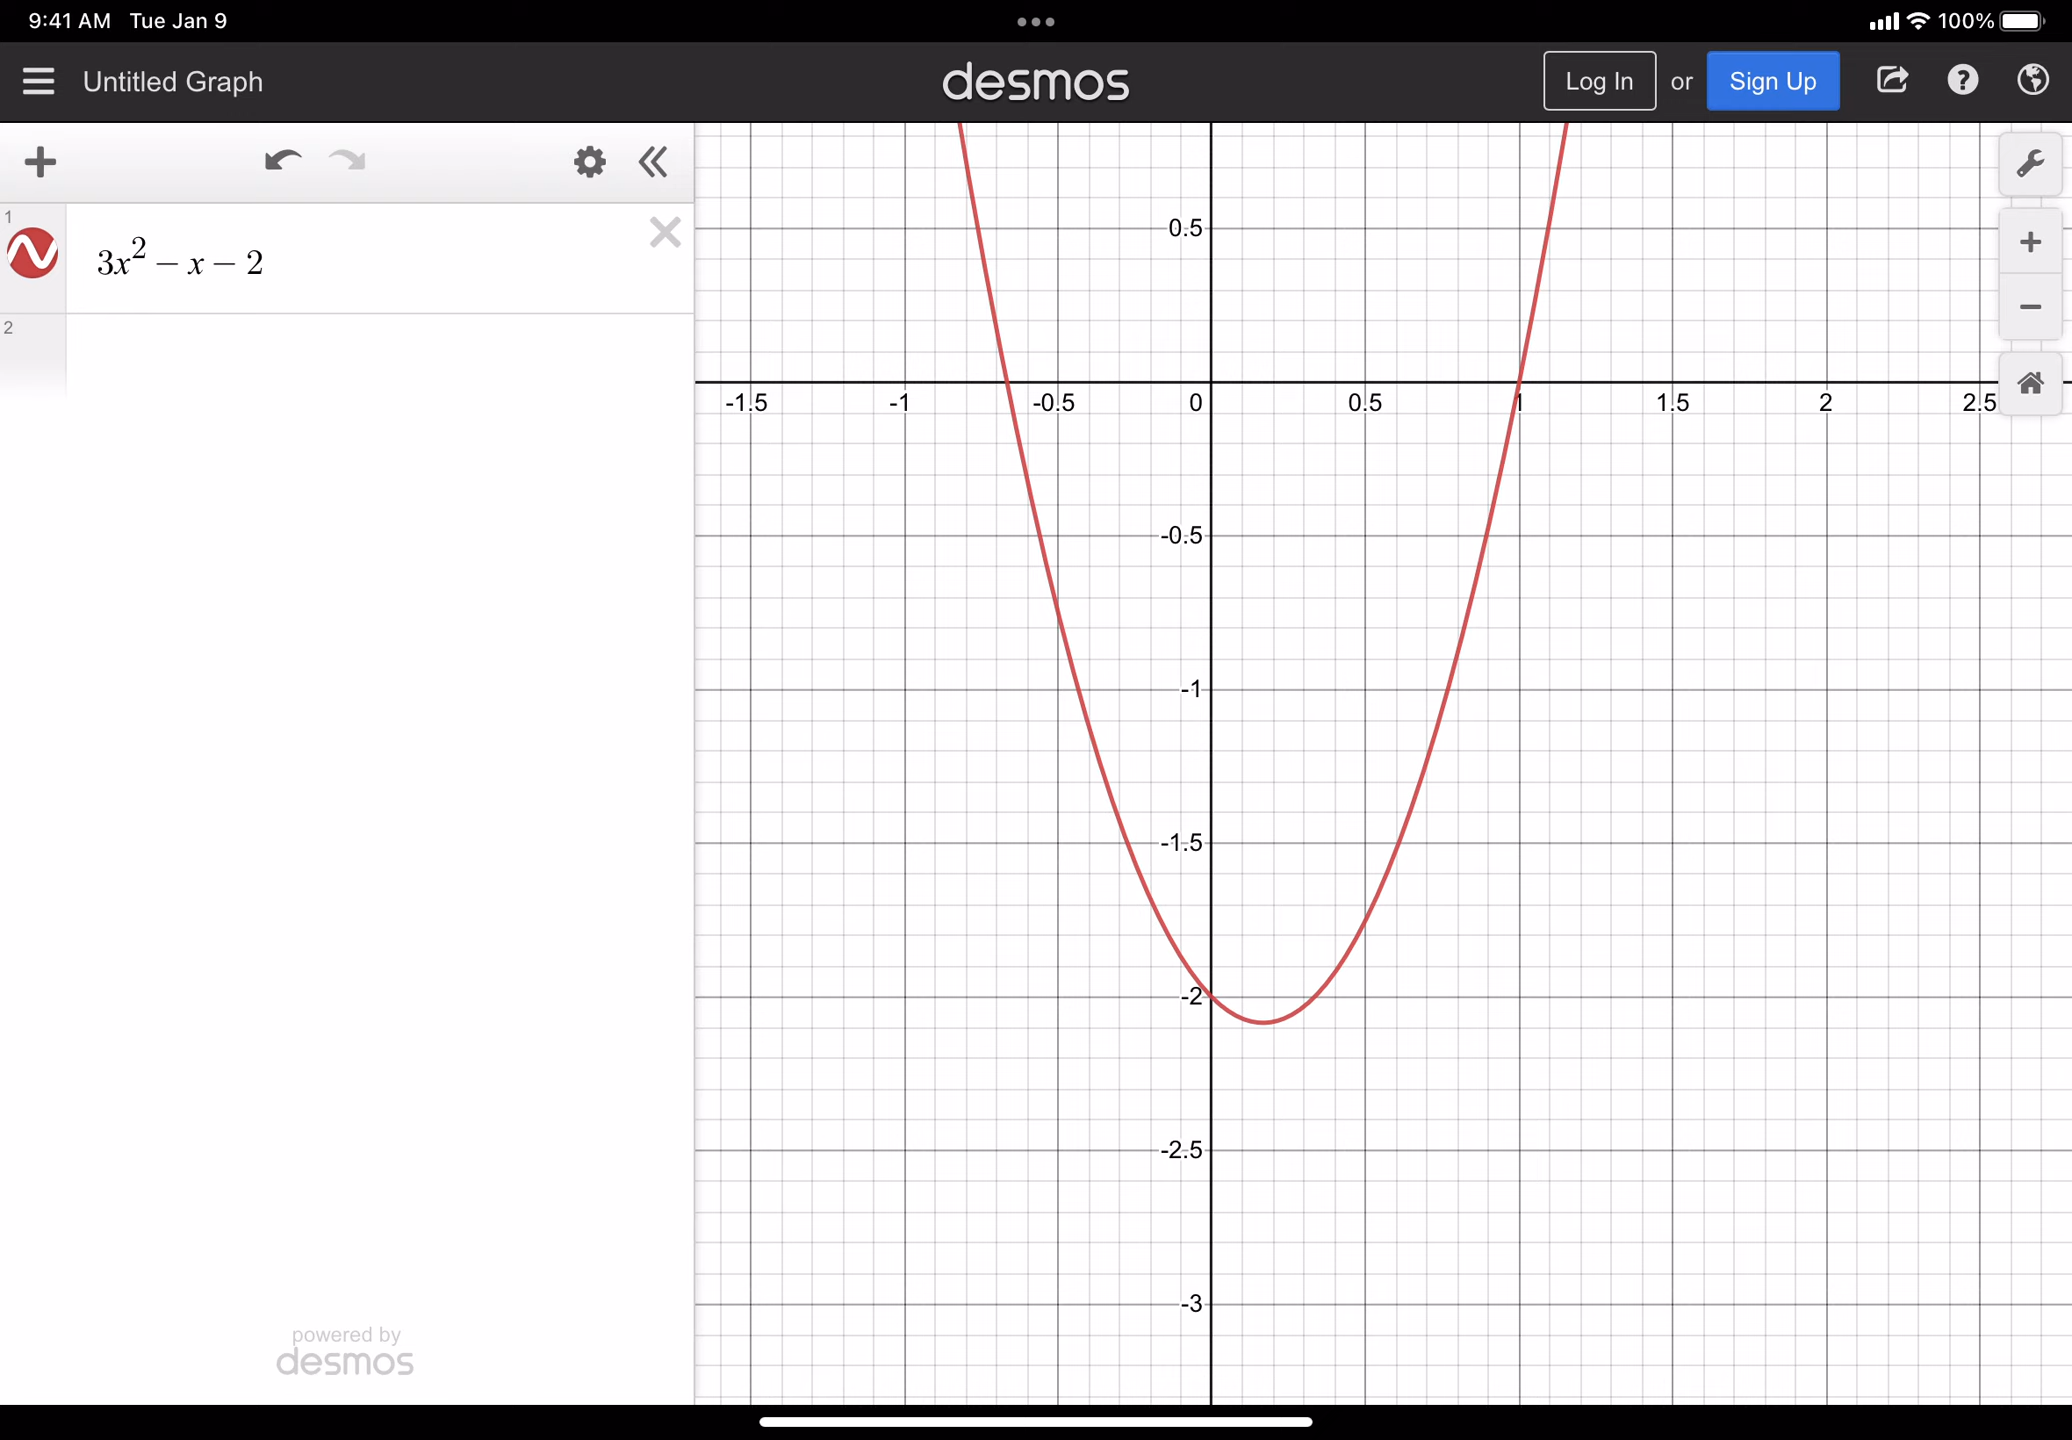 9:41 AM Tue Jan 9
100%
Untitled Graph
desmos
Log In or Sign Up
1
3x² − x − 2
2
powered by
desmos
0.5
-1.5 -1 -0.5 0 0.5 1 1.5 2 2.5
-0.5
-1
-1.5
-2
-2.5
-3